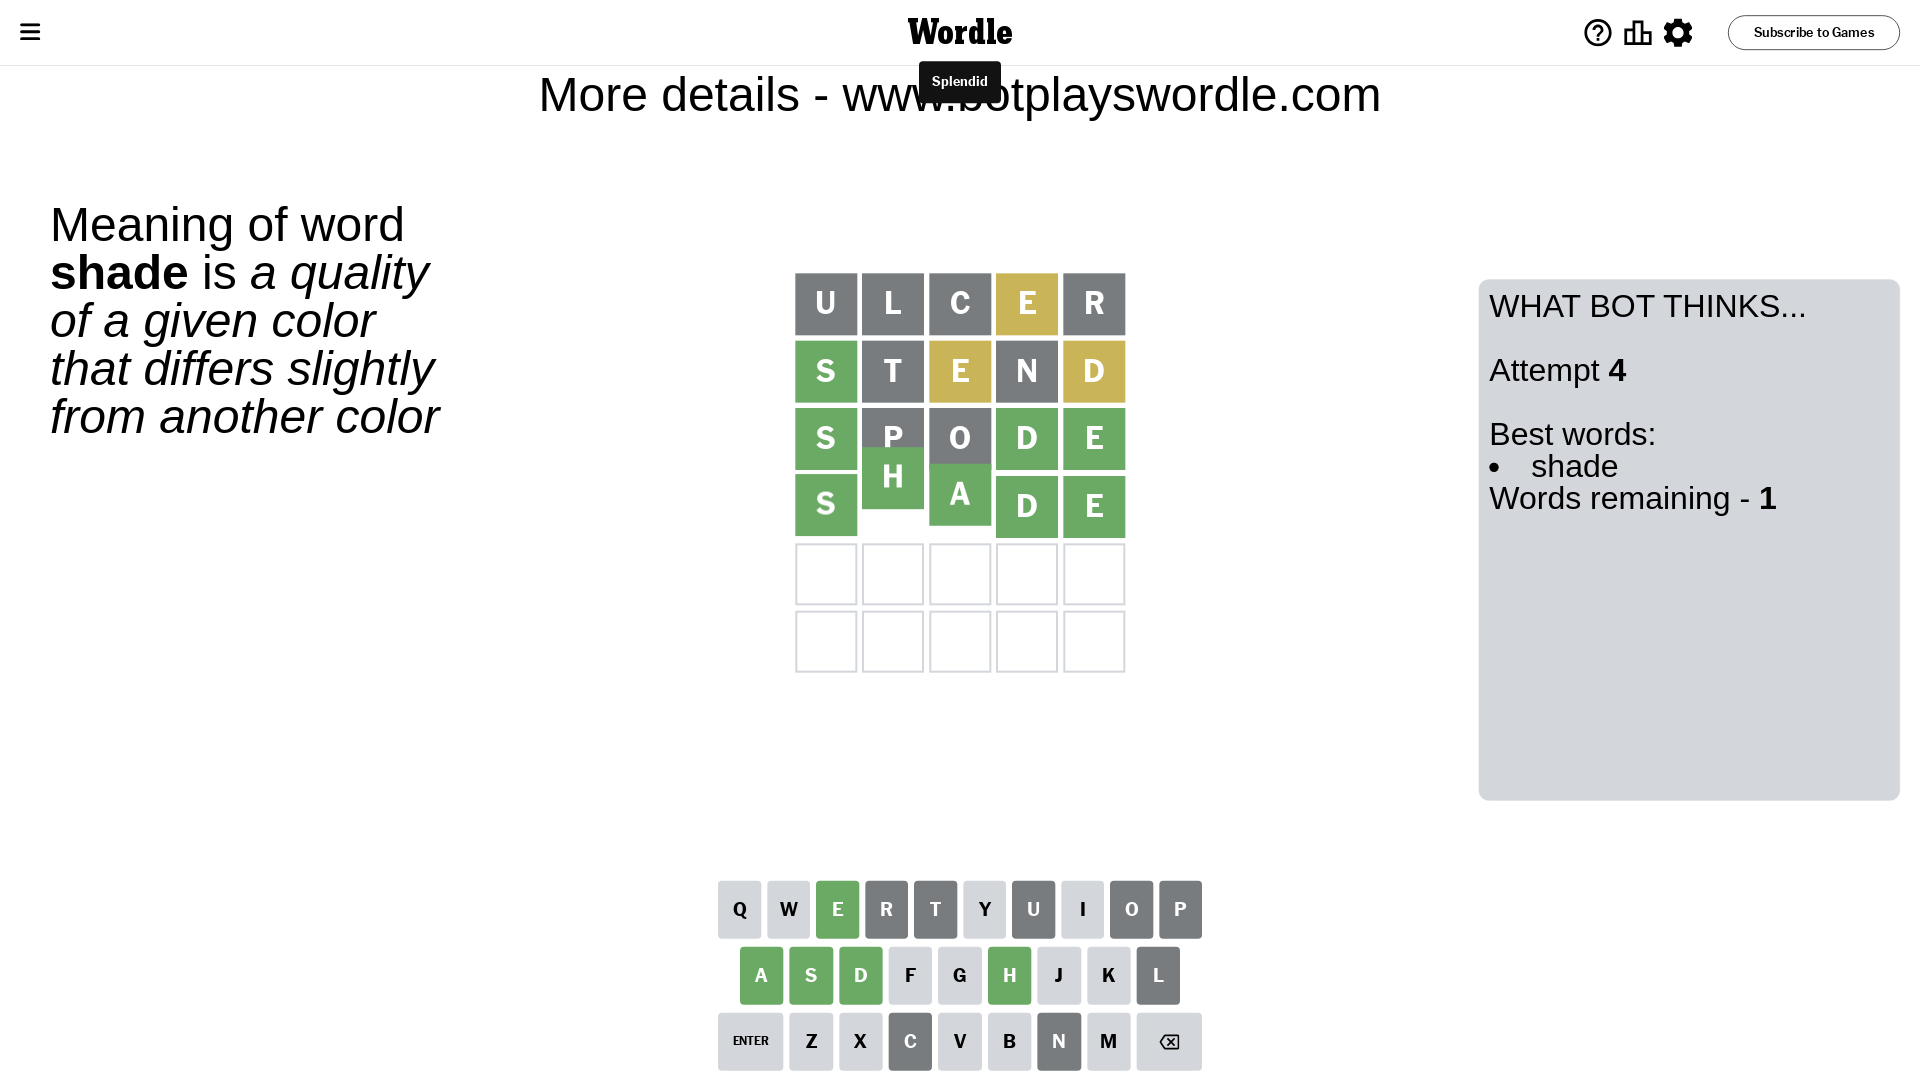 Wordle
Subscribe to Games
Splendid
More details - www.botplayswordle.com
Meaning of word
shade is a quality
of a given color
that differs slightly
from another color
U L C E R
S T E N D
S P O D E
S H A D E
WHAT BOT THINKS...
Attempt 4
Best words:
• shade
Words remaining - 1
Q W E R T Y U I O P
A S D F G H J K L
ENTER Z X C V B N M